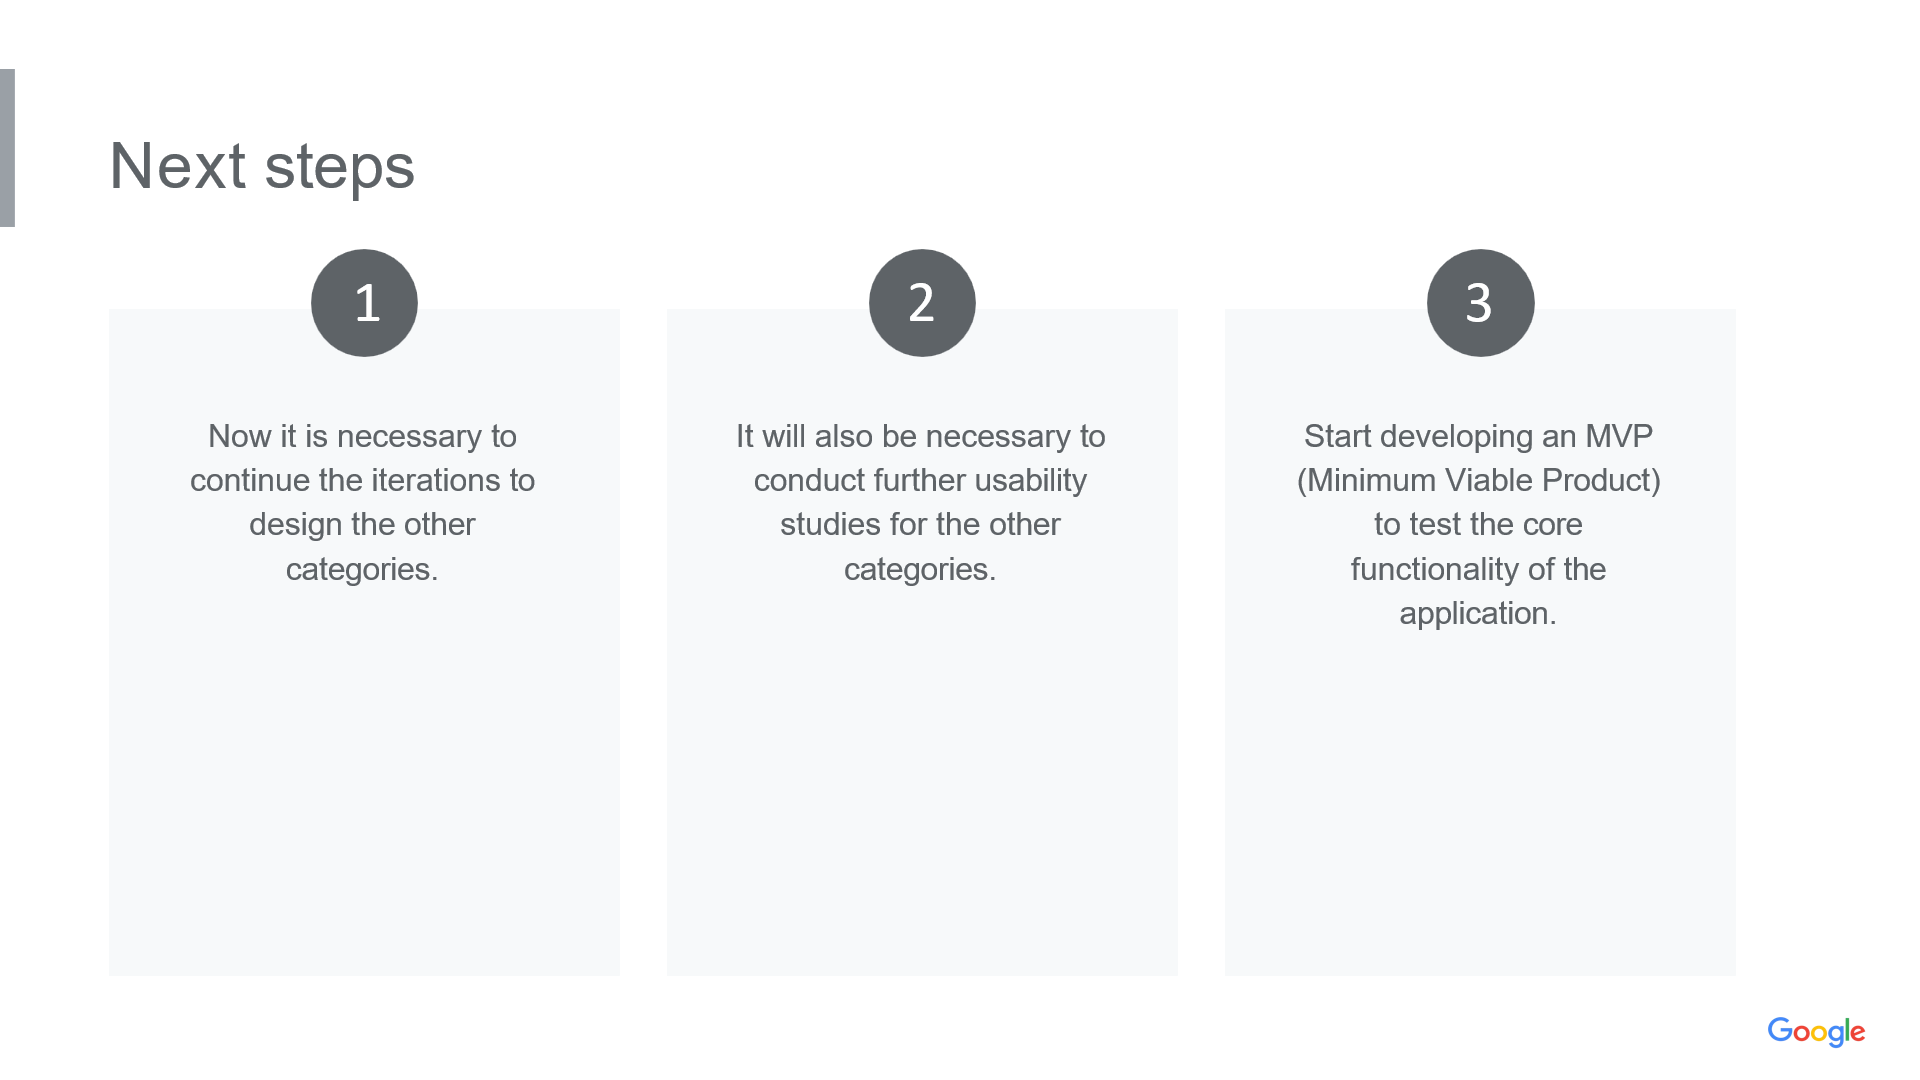 Next steps
1
Now it is necessary to
continue the iterations to
design the other
categories.
2
It will also be necessary to
conduct further usability
studies for the other
categories.
3
Start developing an MVP
(Minimum Viable Product)
to test the core
functionality of the
application.
Google